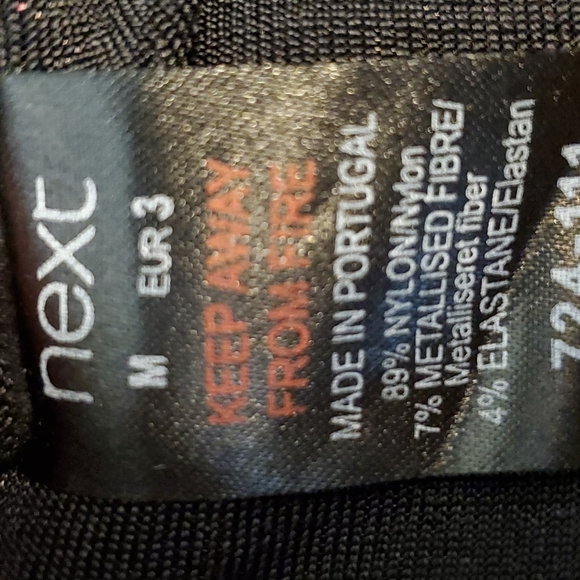 next
M EUR 3
KEEP AWAY
FROM FIRE
MADE IN PORTUGAL
89% NYLON/Nylon
7% METALLISED FIBRE/
Metalliseret fiber
4% ELASTANE/Elastan